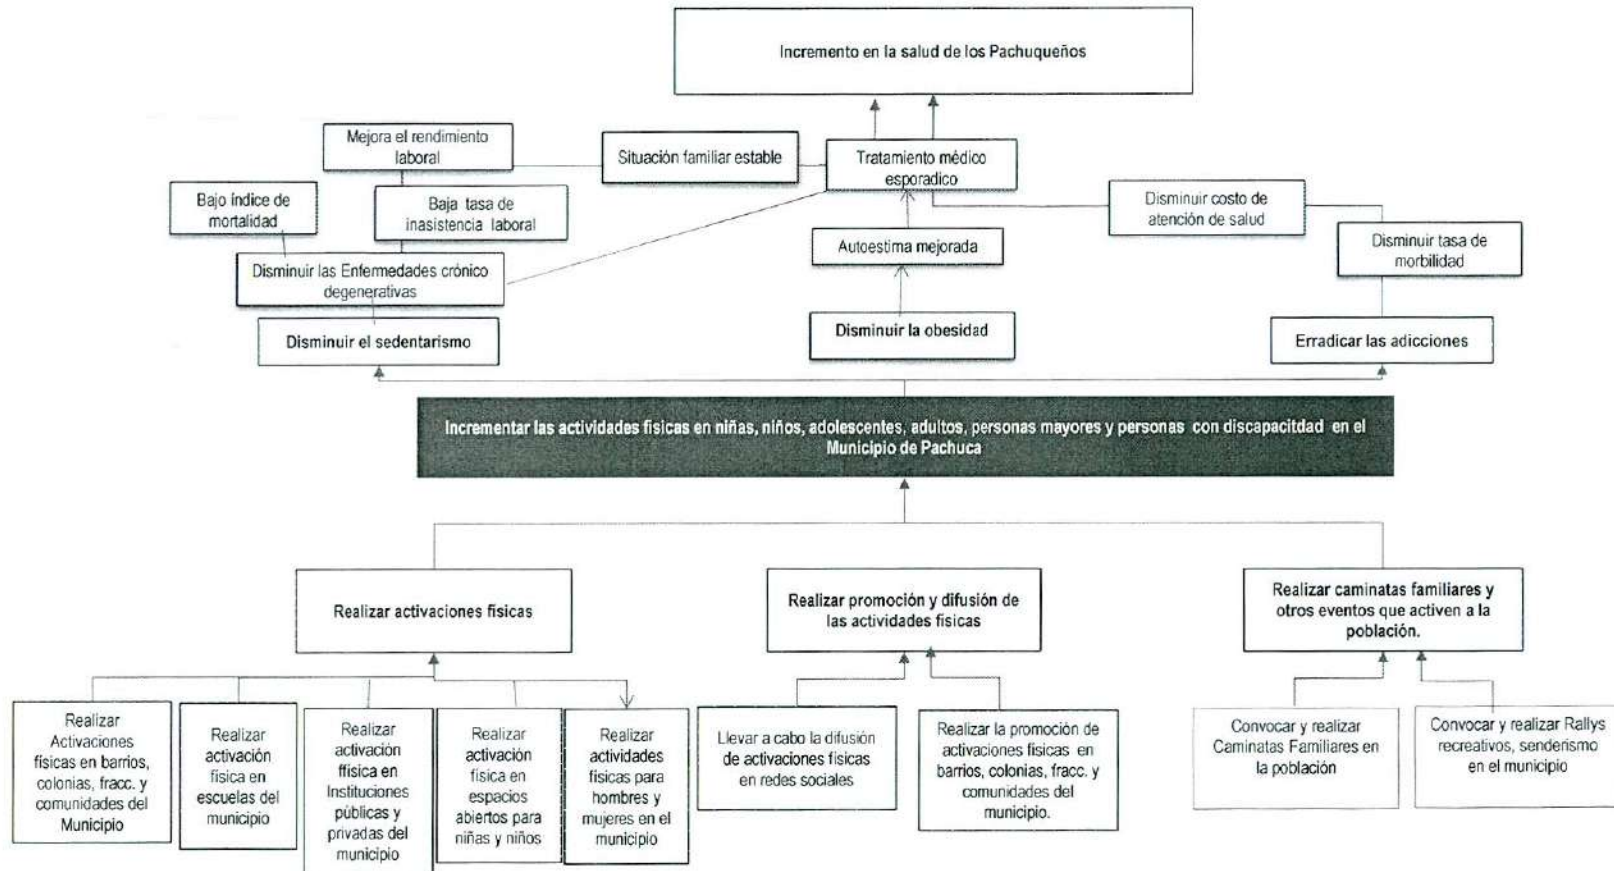 Incremento en la salud de los Pachuqueños
Mejora el rendimiento
laboral
Situación familiar estable
Tratamiento médico
esporadico
Bajo índice de
mortalidad
Baja tasa de
inasistencia laboral
Disminuir costo de
atención de salud
Autoestima mejorada
Disminuir tasa de
morbilidad
Disminuir las Enfermedades crónico
degenerativas
Disminuir el sedentarismo
Disminuir la obesidad
Erradicar las adicciones
Incrementar las actividades físicas en niñas, niños, adolescentes, adultos, personas mayores y personas con discapacitdad en el
Municipio de Pachuca
Realizar activaciones físicas
Realizar promoción y difusión de
las actividades físicas
Realizar caminatas familiares y
otros eventos que activen a la
población.
Realizar
Activaciones
físicas en barrios,
colonias, fracc. y
comunidades del
Municipio
Realizar
activación
física en
escuelas del
municipio
Realizar
activación
ffísica en
Instituciones
públicas y
privadas del
municipio
Realizar
activación
física en
espacios
abiertos para
niñas y niños
Realizar
actividades
físicas para
hombres y
mujeres en el
municipio
Llevar a cabo la difusión
de activaciones físicas
en redes sociales
Realizar la promoción de
activaciones físicas en
barrios, colonias, fracc. y
comunidades del
municipio.
Convocar y realizar
Caminatas Familiares en
la población
Convocar y realizar Rallys
recreativos, senderismo
en el municipio